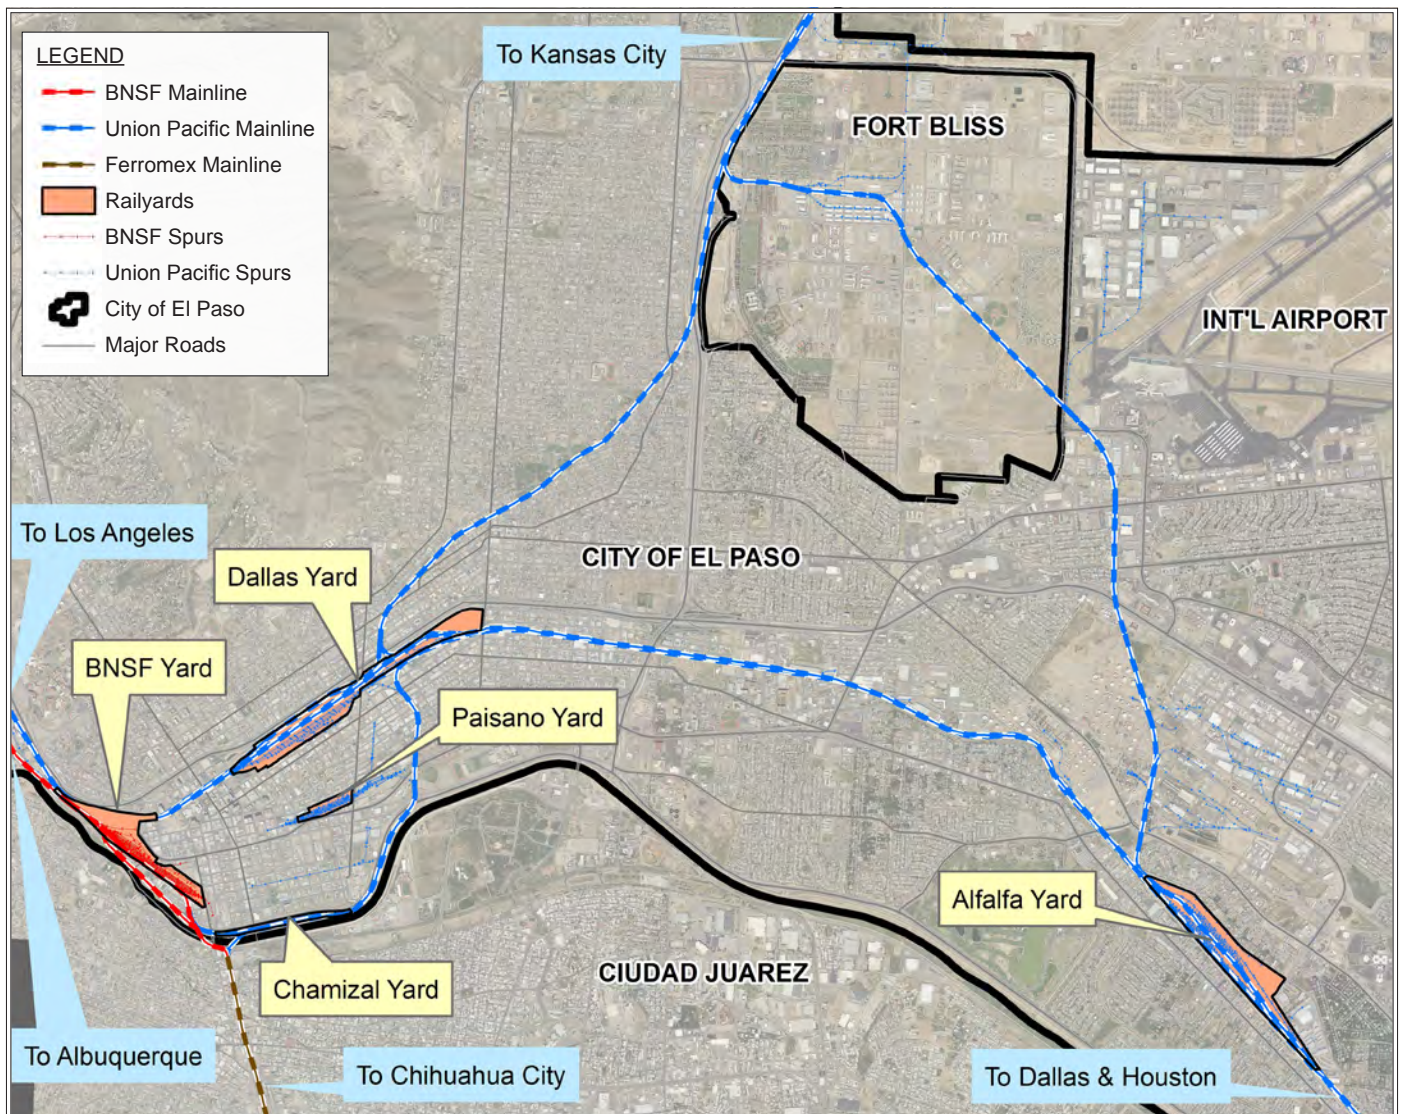 LEGEND
BNSF Mainline
Union Pacific Mainline
Ferromex Mainline
Railyards
BNSF Spurs
Union Pacific Spurs
City of El Paso
Major Roads
To Kansas City
FORT BLISS
INT'L AIRPORT
To Los Angeles
CITY OF EL PASO
Dallas Yard
BNSF Yard
Paisano Yard
Alfalfa Yard
CIUDAD JUAREZ
Chamizal Yard
To Albuquerque
To Chihuahua City
To Dallas & Houston